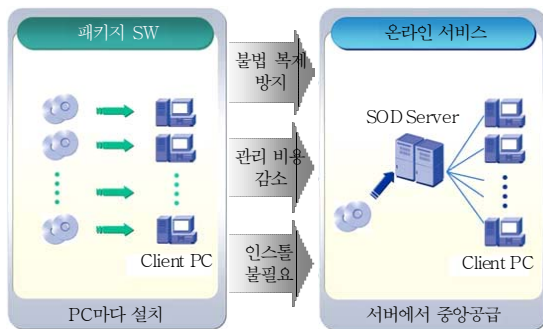 패키지 SW
Client PC
PC마다 설치
불법 복제
방지
관리 비용
감소
인스톨
불필요
온라인 서비스
SOD Server
Client PC
서버에서 중앙공급